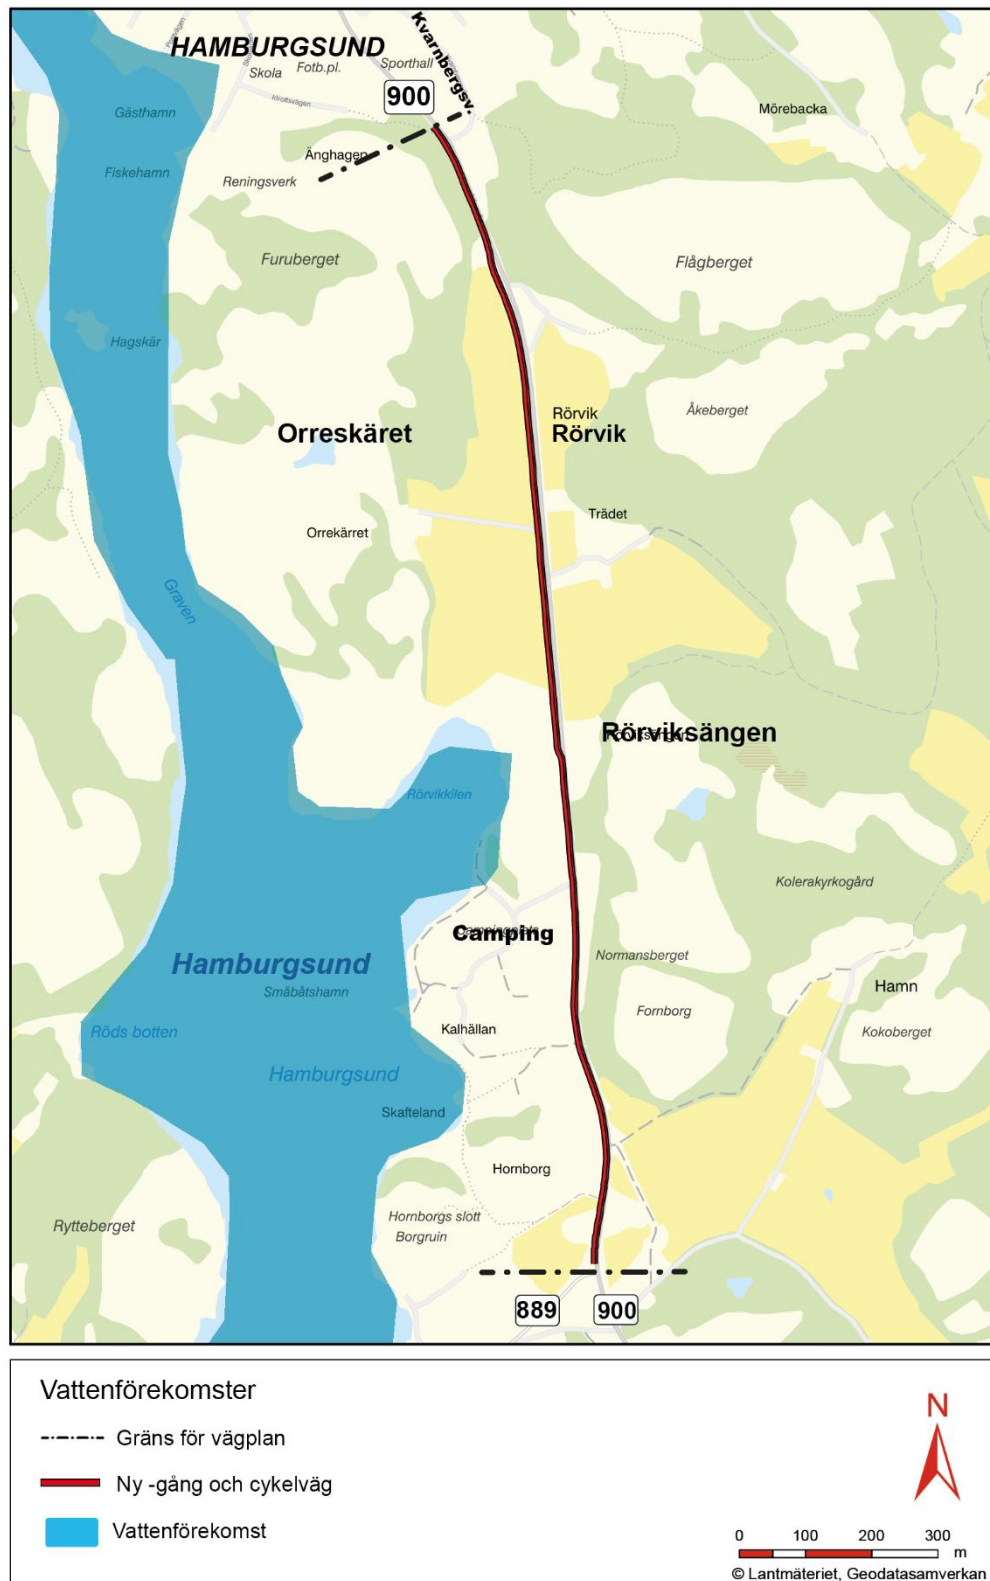 HAMBURGSUND
Kvarnbergsv.
Skola
Fotb.pl.
Sporthall
900
Idrottsvägen
Gästhamn
Mörebacka
Änghagen
Fiskehamn
Reningsverk
Furuberget
Flågberget
Hagskär
Åkeberget
Rörvik
Orreskäret
Rörvik
Trädet
Orrekärret
Graven
Rörviksängen
Rörviksängen
Rörvikkilen
Kolerakyrkogård
Camping
Campingplats
Normansberget
Hamburgsund
Småbåtshamn
Hamn
Fornborg
Röds botten
Kalhällan
Kokoberget
Hamburgsund
Skafteland
Hornborg
Rytteberget
Hornborgs slott
Borgruin
889
900
Vattenförekomster
Gräns för vägplan
Ny -gång och cykelväg
Vattenförekomst
N
0 100 200 300
m
© Lantmäteriet, Geodatasamverkan